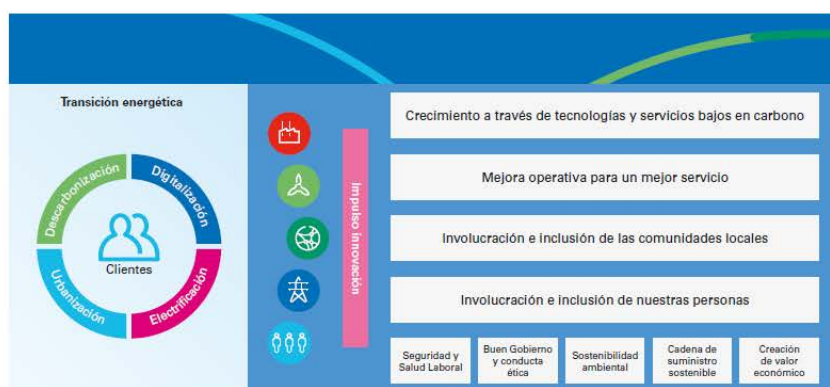 Transición energética
Descarbonización
Digitalización
Clientes
Urbanización
Electrificación
Impulso innovación
Crecimiento a través de tecnologías y servicios bajos en carbono
Mejora operativa para un mejor servicio
Involucración e inclusión de las comunidades locales
Involucración e inclusión de nuestras personas
Seguridad y
Salud Laboral
Buen Gobierno
y conducta
ética
Sostenibilidad
ambiental
Cadena de
suministro
sostenible
Creación
de valor
económico